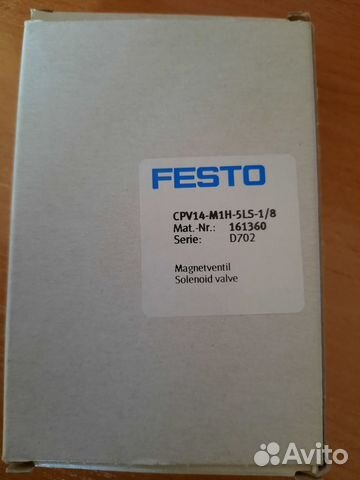 FESTO
CPV14-M1H-5LS-1/8
Mat.-Nr.: 161360
Serie: D702
Magnetventil
Solenoid valve
Avito